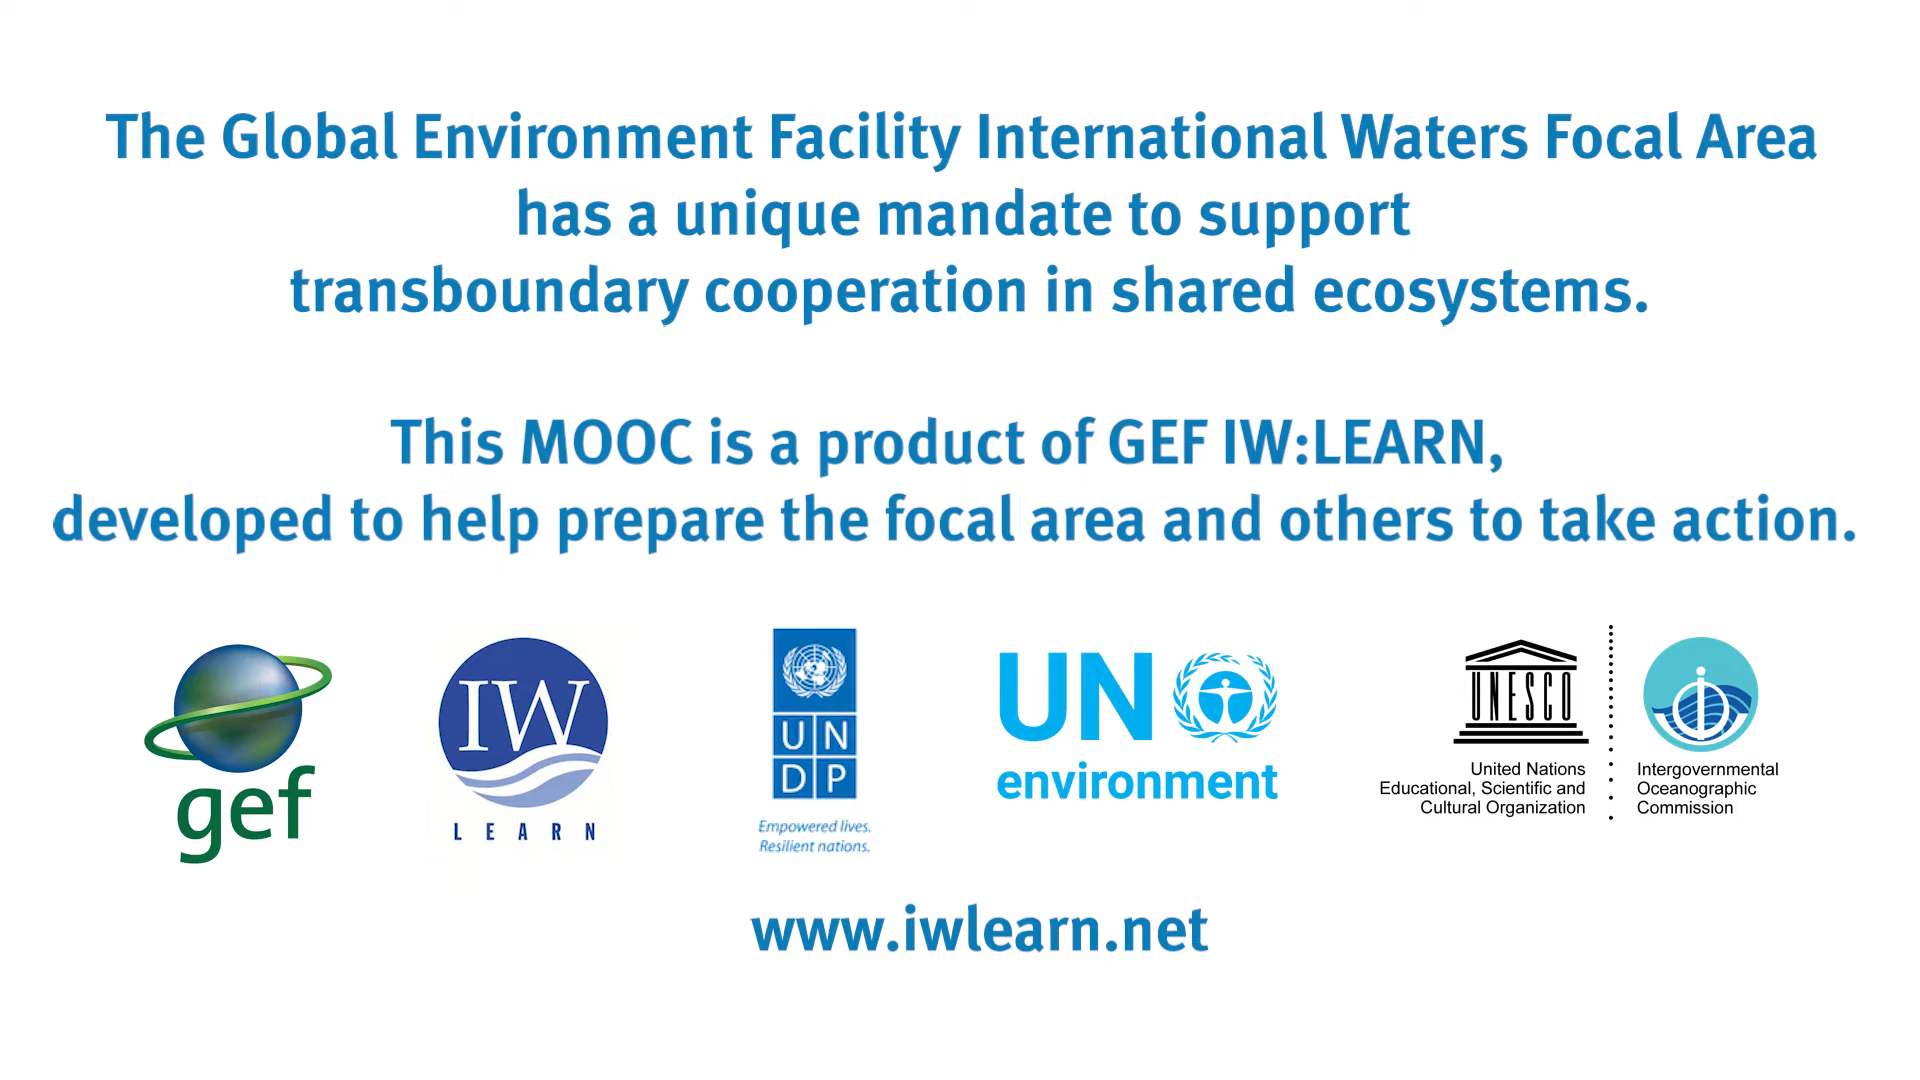 The Global Environment Facility International Waters Focal Area
has a unique mandate to support
transboundary cooperation in shared ecosystems.
This MOOC is a product of GEF IW:LEARN,
developed to help prepare the focal area and others to take action.
gef
IW
LEARN
UN
DP
Empowered lives.
Resilient nations.
UN
environment
UNESCO
United Nations
Educational, Scientific and
Cultural Organization
Intergovernmental
Oceanographic
Commission
www.iwlearn.net